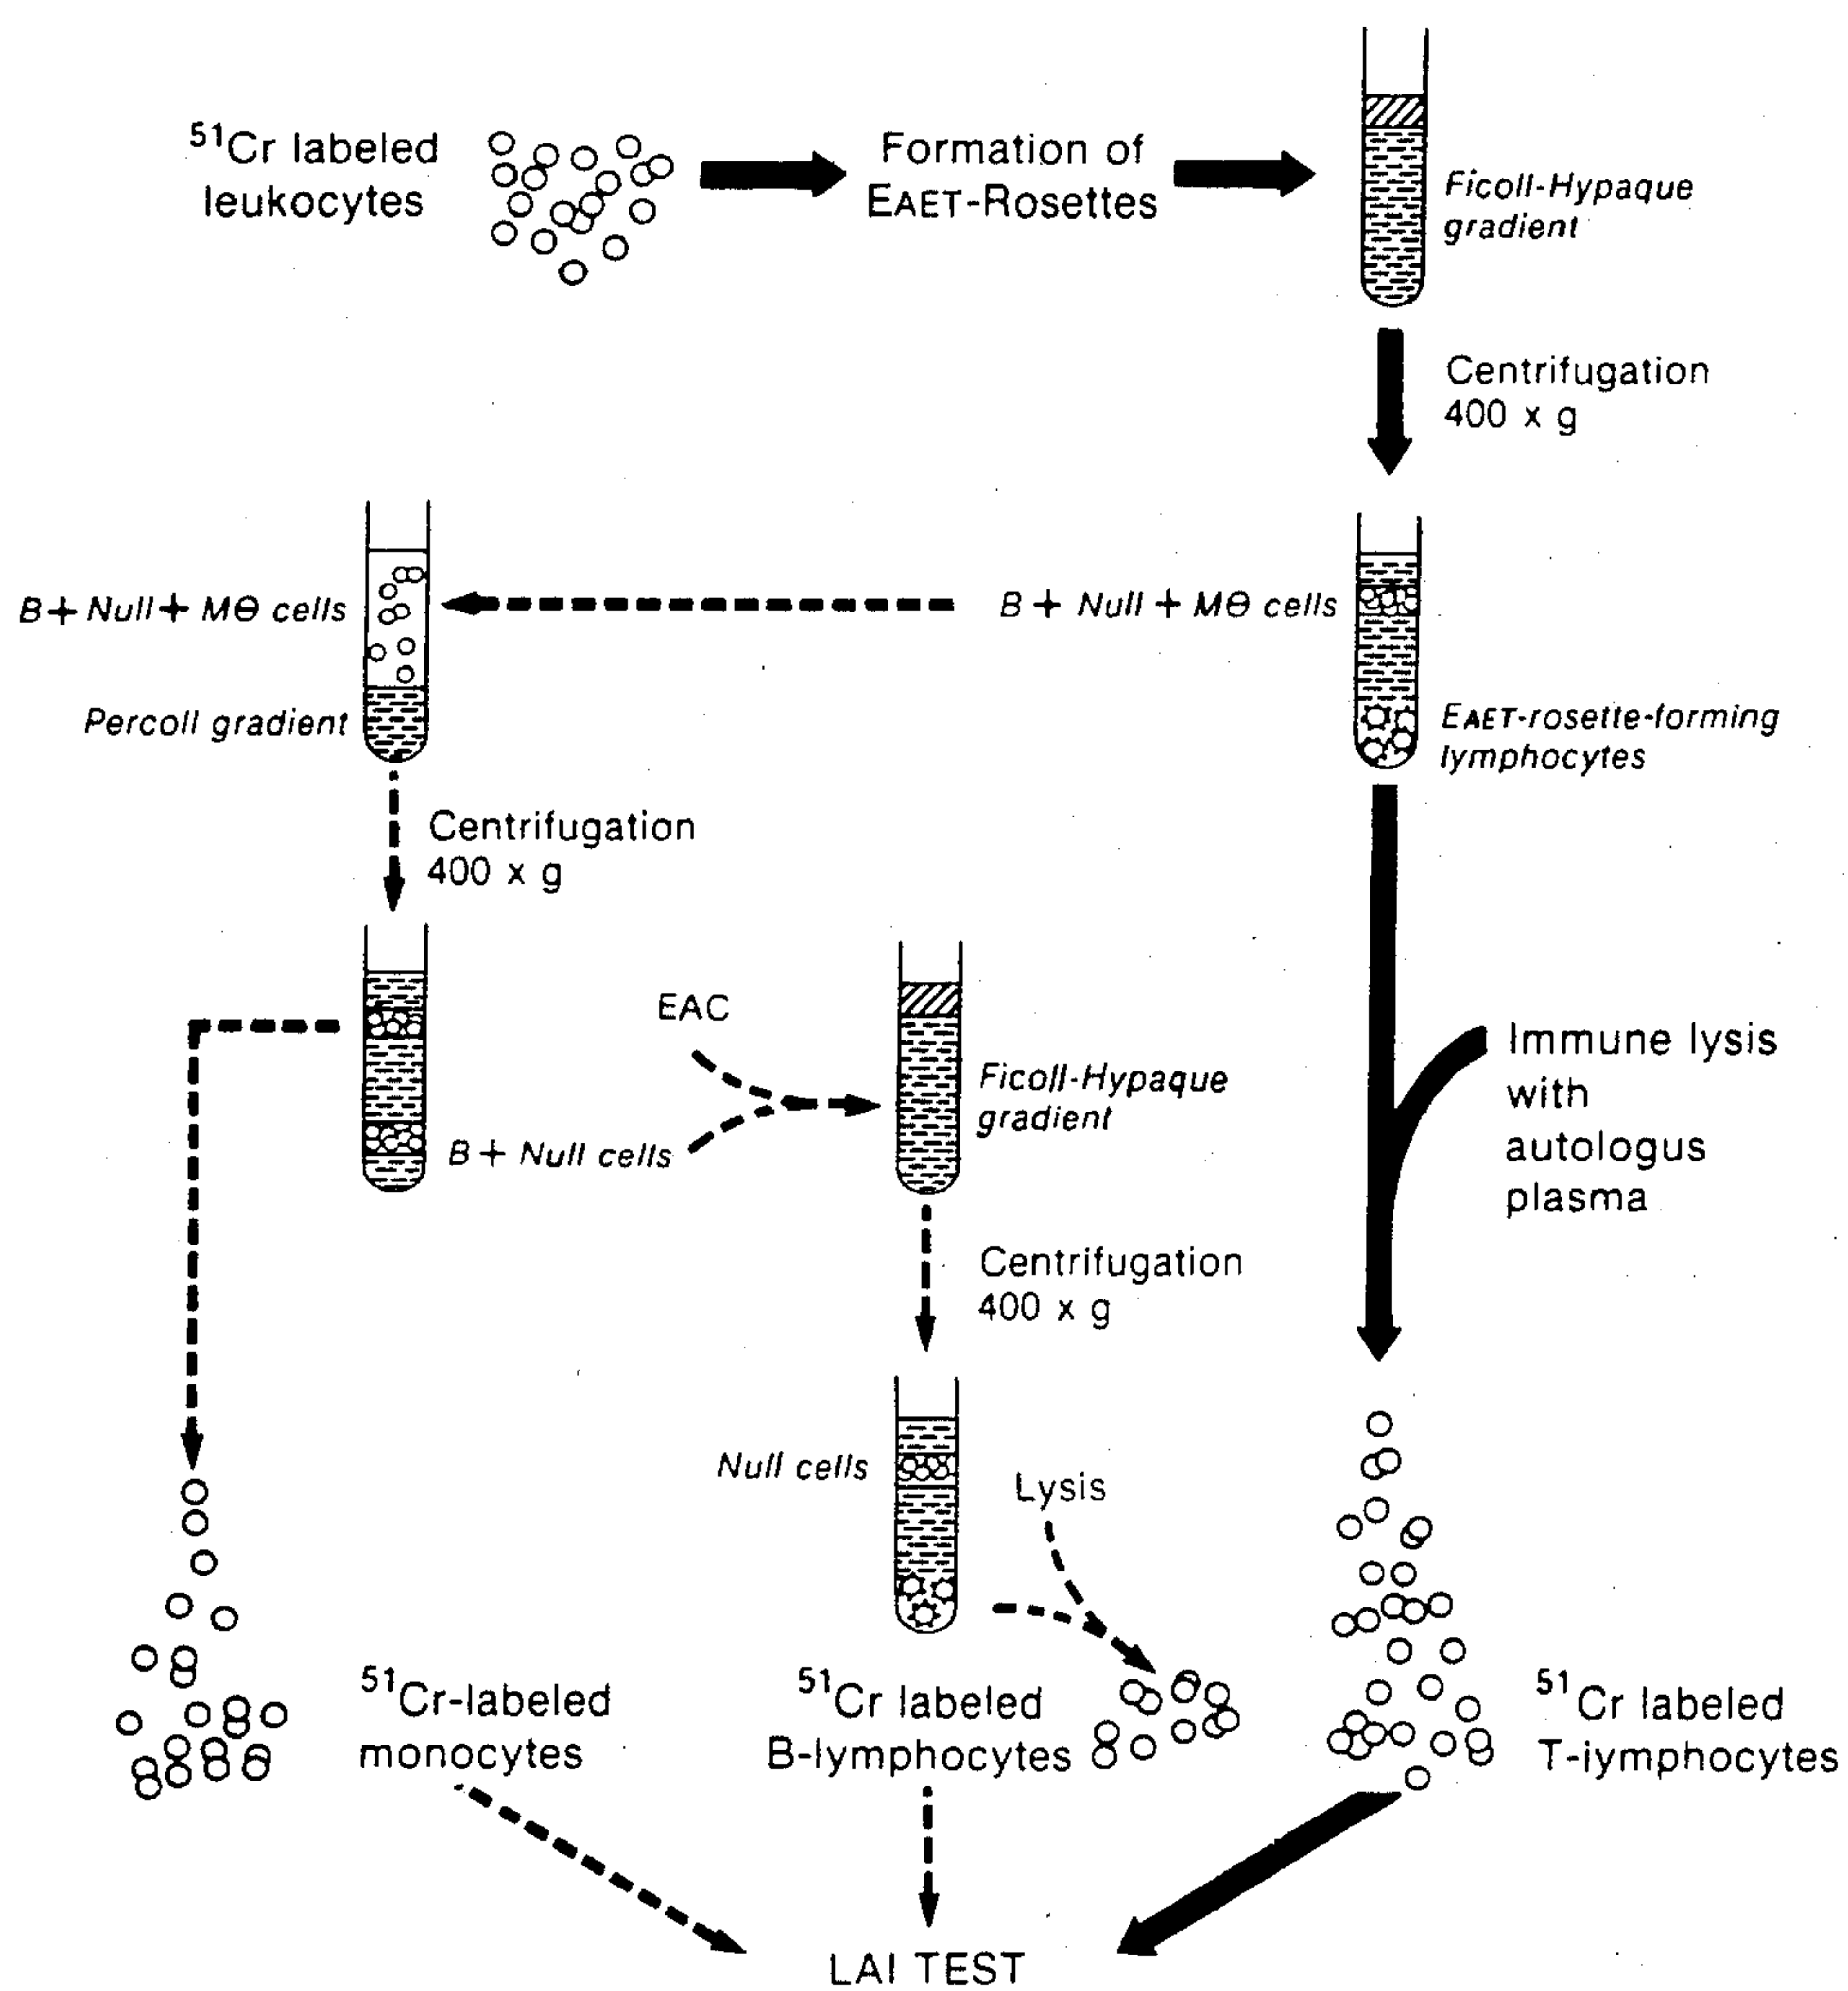 ⁵¹Cr labeled
leukocytes
Formation of
EAET-Rosettes
Ficoll-Hypaque
gradient
Centrifugation
400 x g
B + Null + MΘ cells
B + Null + MΘ cells
Percoll gradient
EAET-rosette-forming
lymphocytes
Centrifugation
400 x g
EAC
Ficoll-Hypaque
gradient
B + Null cells
Immune lysis
with
autologus
plasma
Centrifugation
400 x g
Null cells
Lysis
⁵¹Cr-labeled
monocytes
⁵¹Cr labeled
B-lymphocytes
⁵¹Cr labeled
T-iymphocytes
LAI TEST